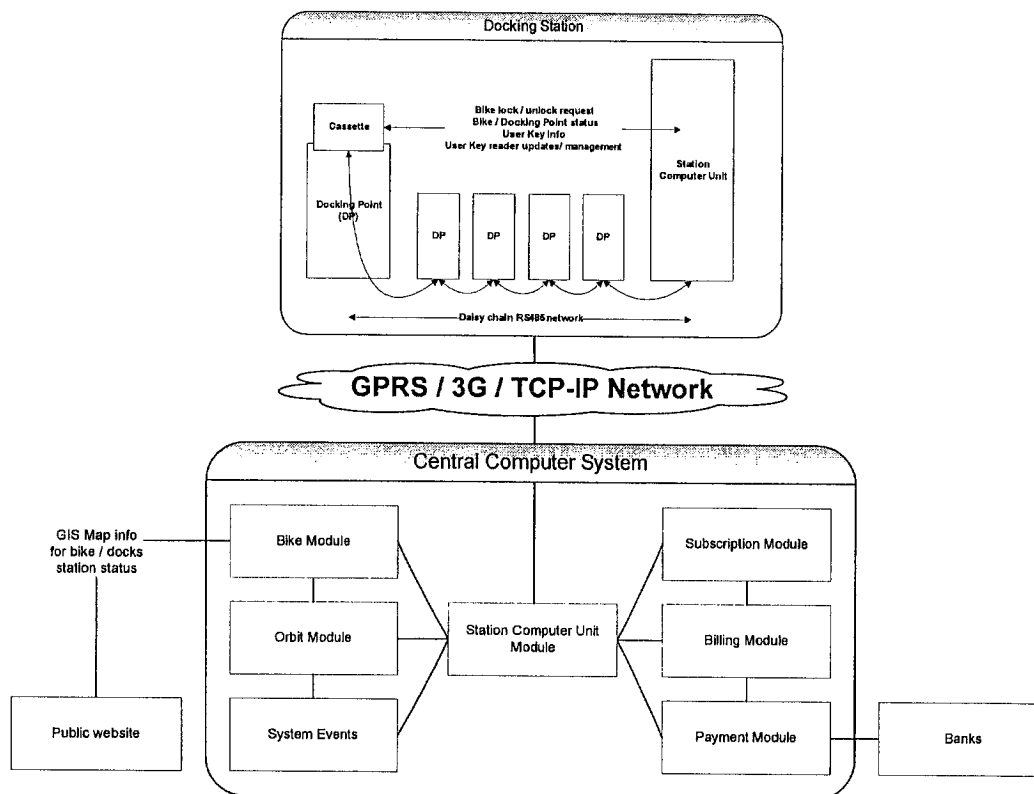 Docking Station
Bike lock / unlock request
Bike / Docking Point status
User Key Info
User Key reader updates/ management
Cassette
Station
Computer Unit
Docking Point
(DP)
DP
DP
DP
DP
Daisy chain RS485 network
GPRS / 3G / TCP-IP Network
Central Computer System
GIS Map info
for bike / docks
station status
Bike Module
Subscription Module
Orbit Module
Station Computer Unit
Module
Billing Module
Public website
System Events
Payment Module
Banks